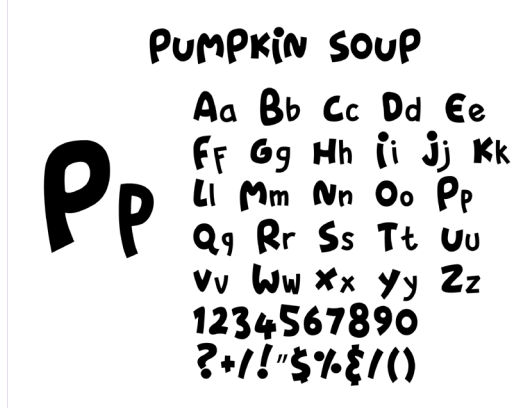 PUMPKiN SOUP
Pp
Aa Bb Cc Dd Ee
FF Gg Hh ii jj Kk
Ll Mm Nn Oo Pp
Qq Rr Ss Tt Uu
Vv Ww Xx Yy Zz
1234567890
?+/!"$%&/()